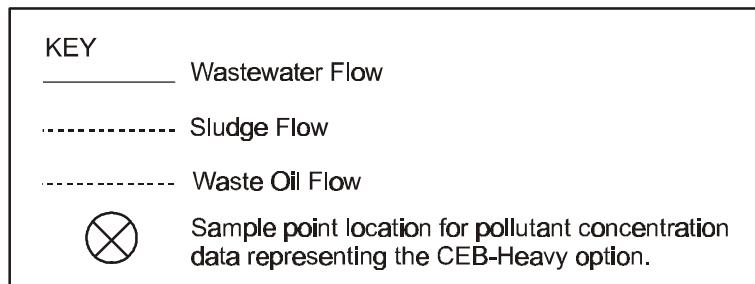 KEY
Wastewater Flow
Sludge Flow
Waste Oil Flow
Sample point location for pollutant concentration
data representing the CEB-Heavy option.